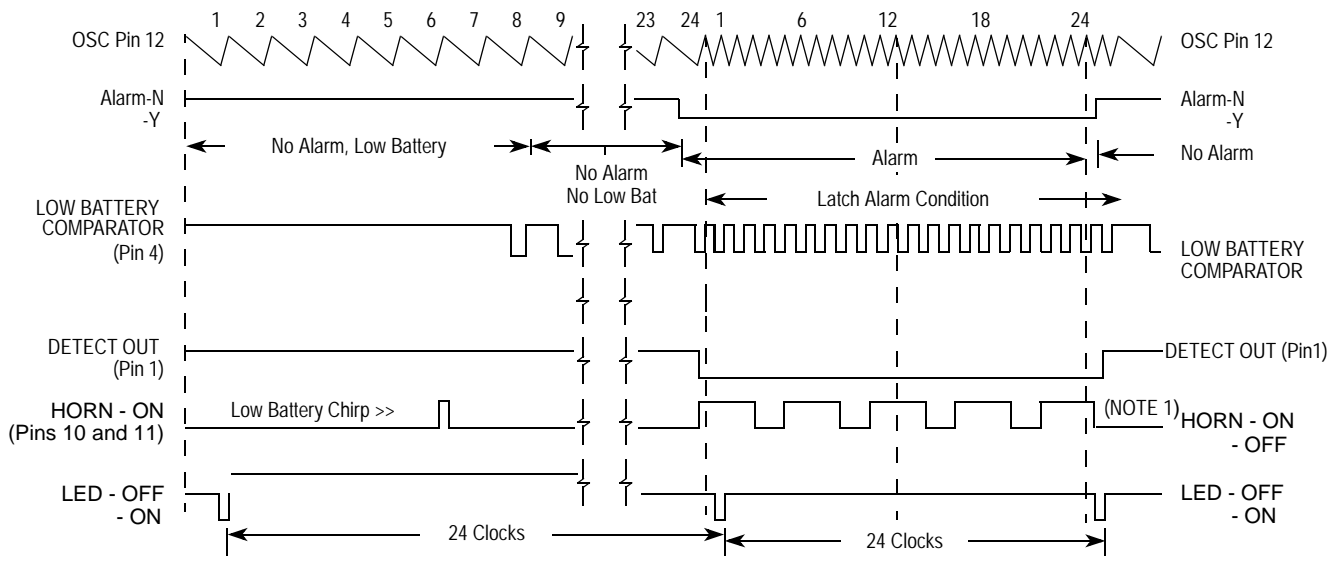 1 2 3 4 5 6 7 8 9 23 24 1 6 12 18 24
OSC Pin 12
OSC Pin 12
Alarm-N
-Y
Alarm-N
-Y
No Alarm, Low Battery
No Alarm
No Low Bat
Alarm
No Alarm
Latch Alarm Condition
LOW BATTERY
COMPARATOR
(Pin 4)
LOW BATTERY
COMPARATOR
DETECT OUT
(Pin 1)
DETECT OUT (Pin1)
HORN - ON
(Pins 10 and 11)
Low Battery Chirp >>
(NOTE 1)
HORN - ON
- OFF
LED - OFF
- ON
LED - OFF
- ON
24 Clocks
24 Clocks